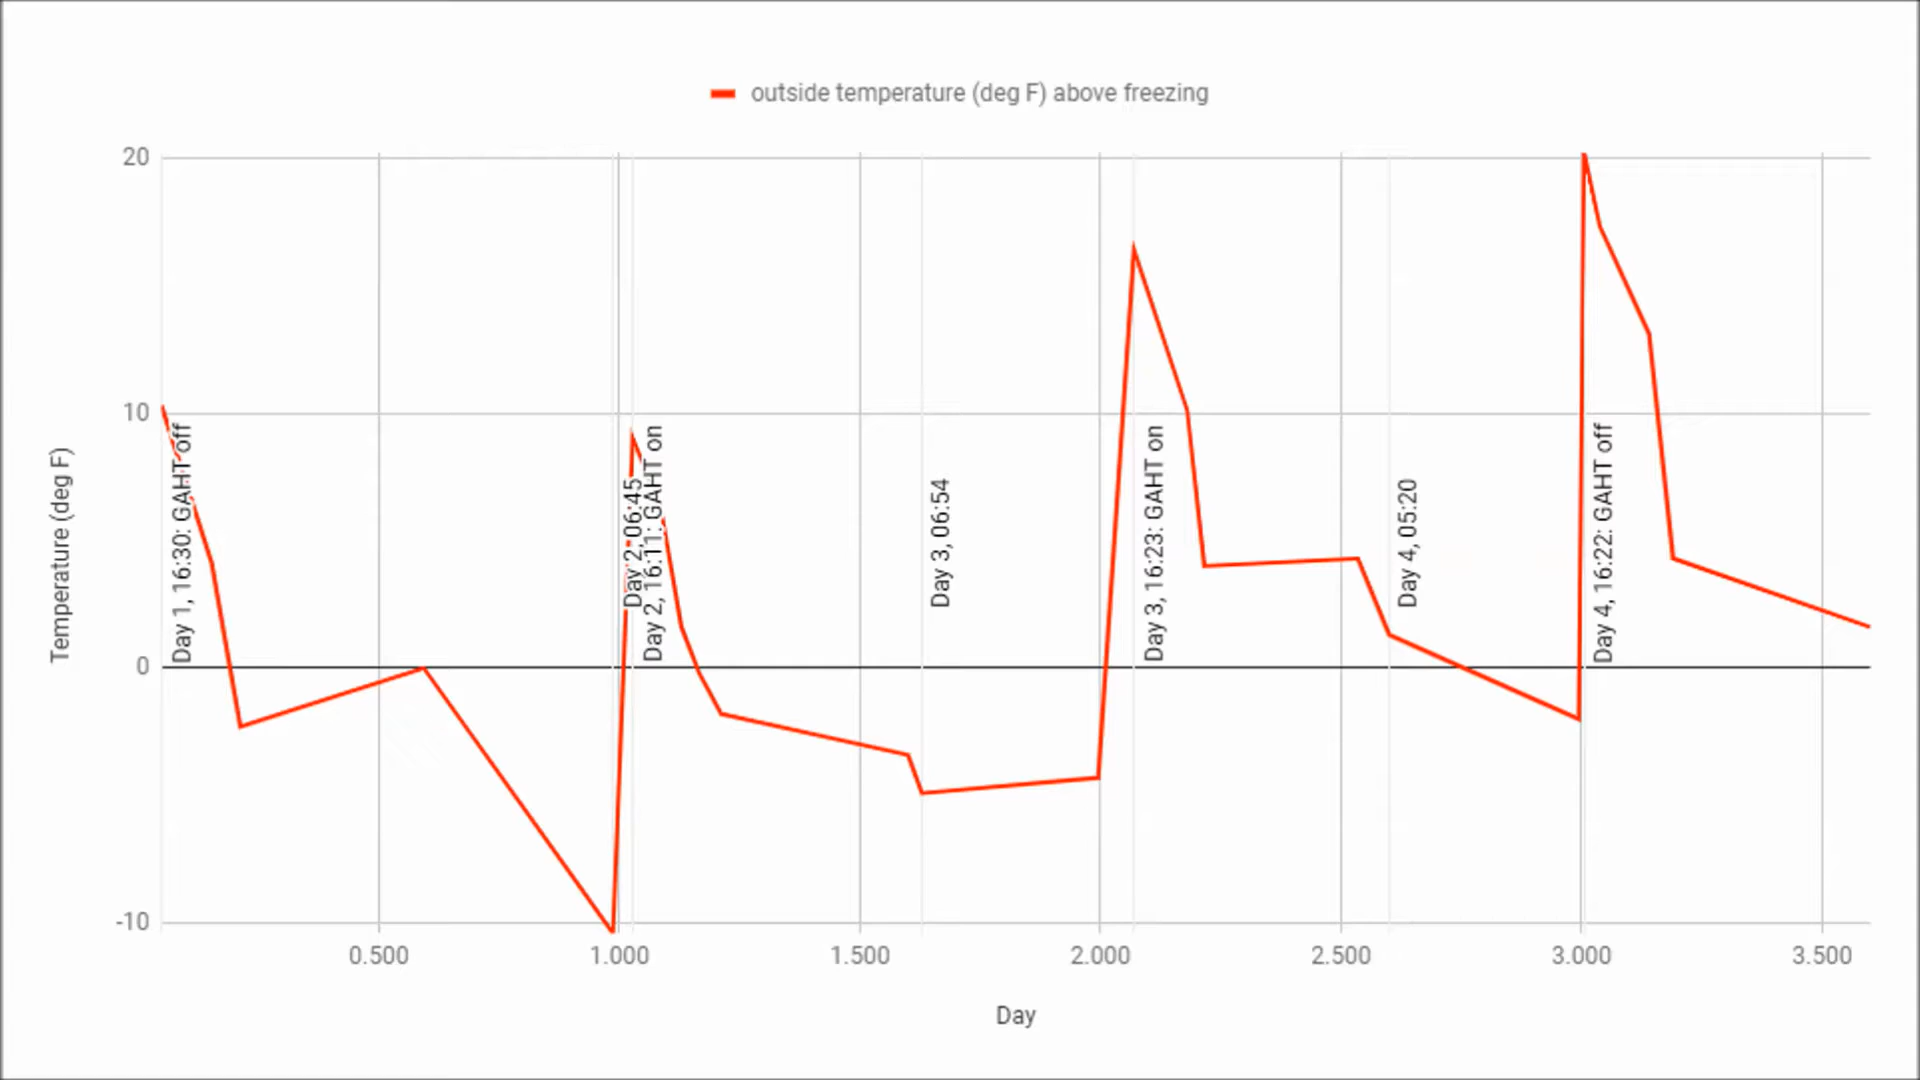 outside temperature (deg F) above freezing
Temperature (deg F)
20
10
0
-10
Day 1, 16:30: GAHT off
Day 2, 06:45
Day 2, 16:11: GAHT on
Day 3, 06:54
Day 3, 16:23: GAHT on
Day 4, 05:20
Day 4, 16:22: GAHT off
0.500
1.000
1.500
2.000
2.500
3.000
3.500
Day